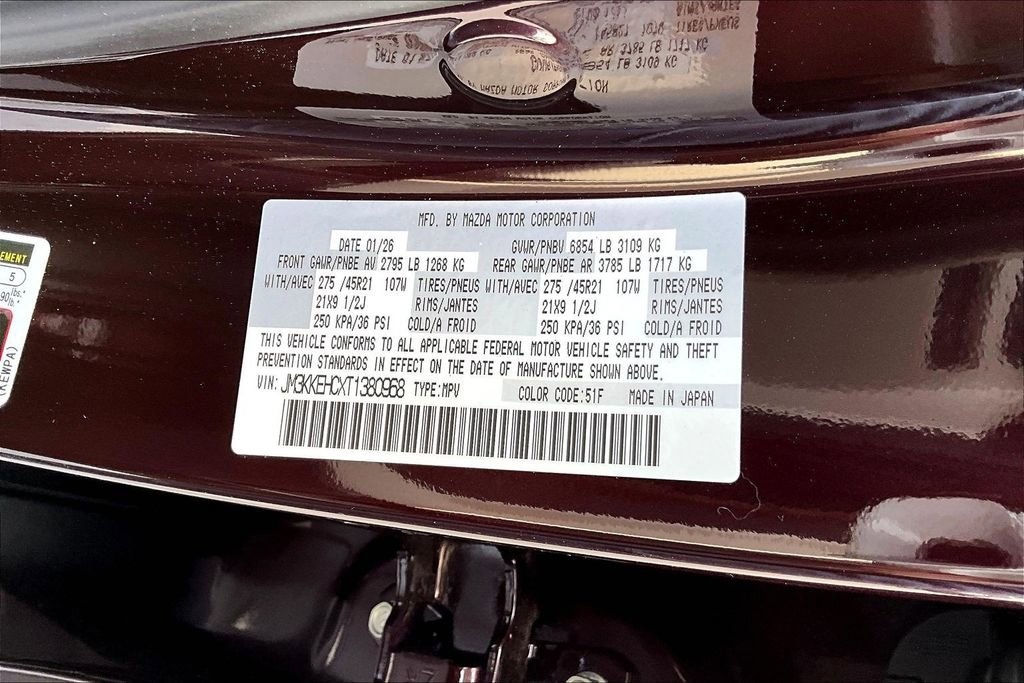 MFD. BY MAZDA MOTOR CORPORATION
DATE 01/26 GVWR/PNBV 6854 LB 3109 KG
FRONT GAWR/PNBE AV 2795 LB 1268 KG REAR GAWR/PNBE AR 3785 LB 1717 KG
WITH/AVEC 275 /45R21 107W TIRES/PNEUS WITH/AVEC 275 /45R21 107W TIRES/PNEUS
21X9 1/2J RIMS/JANTES 21X9 1/2J RIMS/JANTES
250 KPA/36 PSI COLD/A FROID 250 KPA/36 PSI COLD/A FROID
THIS VEHICLE CONFORMS TO ALL APPLICABLE FEDERAL MOTOR VEHICLE SAFETY AND THEFT
PREVENTION STANDARDS IN EFFECT ON THE DATE OF MANUFACTURE SHOWN ABOVE.
VIN: JM3KKEHCXT1380968 TYPE:MPV COLOR CODE:51F MADE IN JAPAN
EMENT
5
(KEWPA)